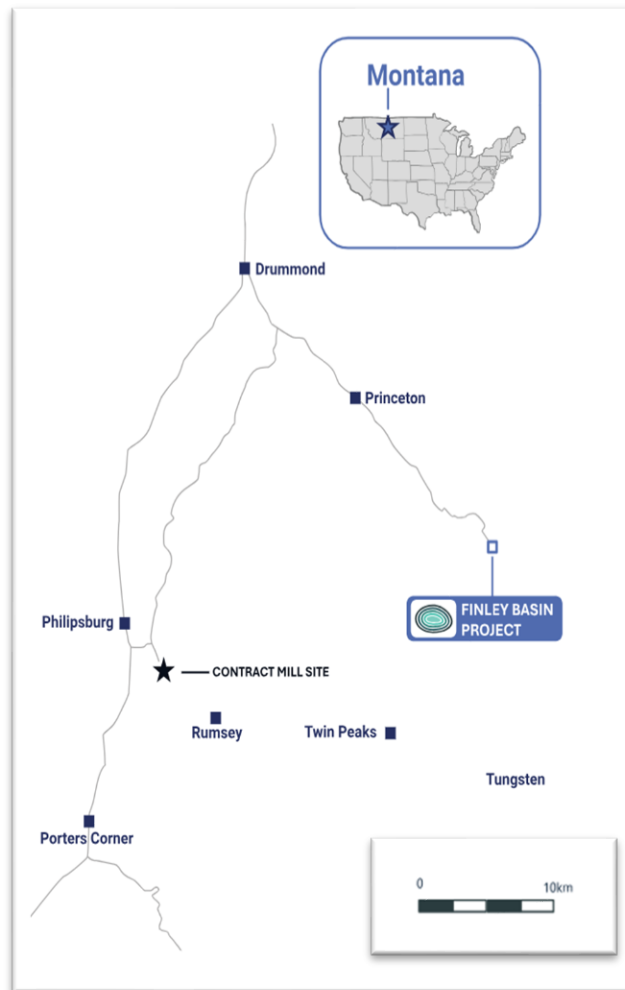 Montana
Drummond
Princeton
FINLEY BASIN
PROJECT
Philipsburg
CONTRACT MILL SITE
Rumsey
Twin Peaks
Tungsten
Porters Corner
0
10km